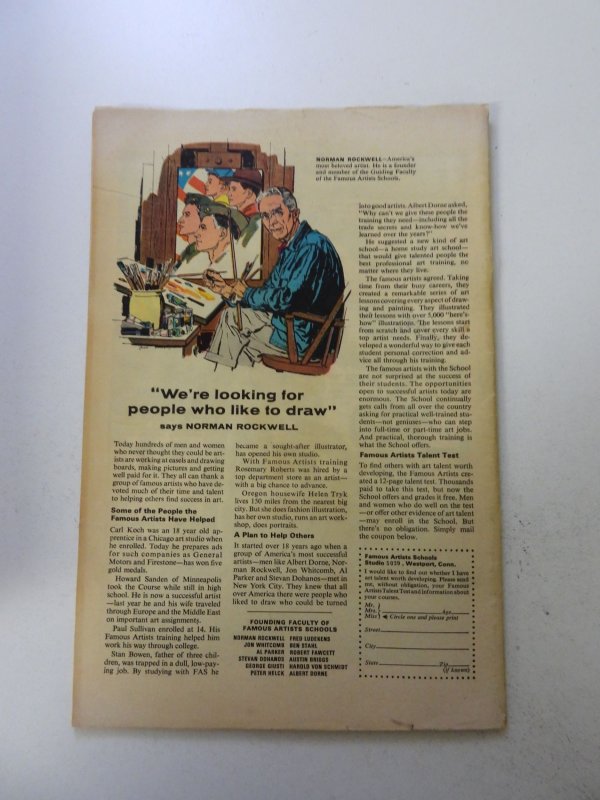 NORMAN ROCKWELL—America's
most beloved artist. He is a founder
and member of the Guiding Faculty
of the Famous Artists Schools.
"We're looking for
people who like to draw"
says NORMAN ROCKWELL
Today hundreds of men and women
who never thought they could be art-
ists are working at easels and drawing
boards, making pictures and getting
well paid for it. They all can thank a
group of famous artists who have de-
voted much of their time and talent
to helping others find success in art.
Some of the People the
Famous Artists Have Helped
Carl Koch was an 18 year old ap-
prentice in a Chicago art studio when
he enrolled. Today he prepares ads
for such companies as General
Motors and Firestone—has won five
gold medals.
Howard Sanden of Minneapolis
took the Course while still in high
school. He is now a successful artist
—last year he and his wife traveled
through Europe and the Middle East
on important art assignments.
Paul Sullivan enrolled at 14. His
Famous Artists training helped him
work his way through college.
Stan Bowen, father of three chil-
dren, was trapped in a dull, low-pay-
ing job. By studying with FAS he
became a sought-after illustrator,
has opened his own studio.
With Famous Artists training
Rosemary Roberts was hired by a
top department store as an artist—
with a big chance to advance.
Oregon housewife Helen Tryk
lives 150 miles from the nearest big
city. But she does fashion illustration,
has her own studio, runs an art work-
shop, does portraits.
A Plan to Help Others
It started over 18 years ago when a
group of America's most successful
artists—men like Albert Dorne, Nor-
man Rockwell, Jon Whitcomb, Al
Parker and Stevan Dohanos—met in
New York City. They knew that all
over America there were people who
liked to draw who could be turned
FOUNDING FACULTY OF
FAMOUS ARTISTS SCHOOLS
NORMAN ROCKWELL FRED LUDEKENS
JON WHITCOMB BEN STAHL
AL PARKER ROBERT FAWCETT
STEVAN DOHANOS AUSTIN BRIGGS
GEORGE GIUSTI HAROLD VON SCHMIDT
PETER HELCK ALBERT DORNE
into good artists. Albert Dorne asked,
"Why can't we give these people the
training they need—including all the
trade secrets and know-how we've
learned over the years?"
He suggested a new kind of art
school—a home study art school—
that would give talented people the
best professional art training, no
matter where they live.
The famous artists agreed. Taking
time from their busy careers, they
created a remarkable series of art
lessons covering every aspect of draw-
ing and painting. They illustrated
their lessons with over 5,000 "here's-
how" illustrations. The lessons start
from scratch and cover every skill a
top artist needs. Finally, they de-
veloped a wonderful way to give each
student personal correction and ad-
vice all through his training.
The famous artists with the School
are not surprised at the success of
their students. The opportunities
open to successful artists today are
enormous. The School continually
gets calls from all over the country
asking for practical well-trained stu-
dents—not geniuses—who can step
into full-time or part-time art jobs.
And practical, thorough training is
what the School offers.
Famous Artists Talent Test
To find others with art talent worth
developing, the Famous Artists cre-
ated a 12-page talent test. Thousands
paid to take this test, but now the
School offers and grades it free. Men
and women who do well on the test
—or offer other evidence of art talent
—may enroll in the School. But
there's no obligation. Simply mail
the coupon below.
Famous Artists Schools
Studio 5039, Westport, Conn.
I would like to find out whether I have
art talent worth developing. Please send
me, without obligation, your Famous
Artists Talent Test and information about
your courses.
Mr.
Mrs. Age
Miss Circle one and please print
Street
City
State Zip
(if known)